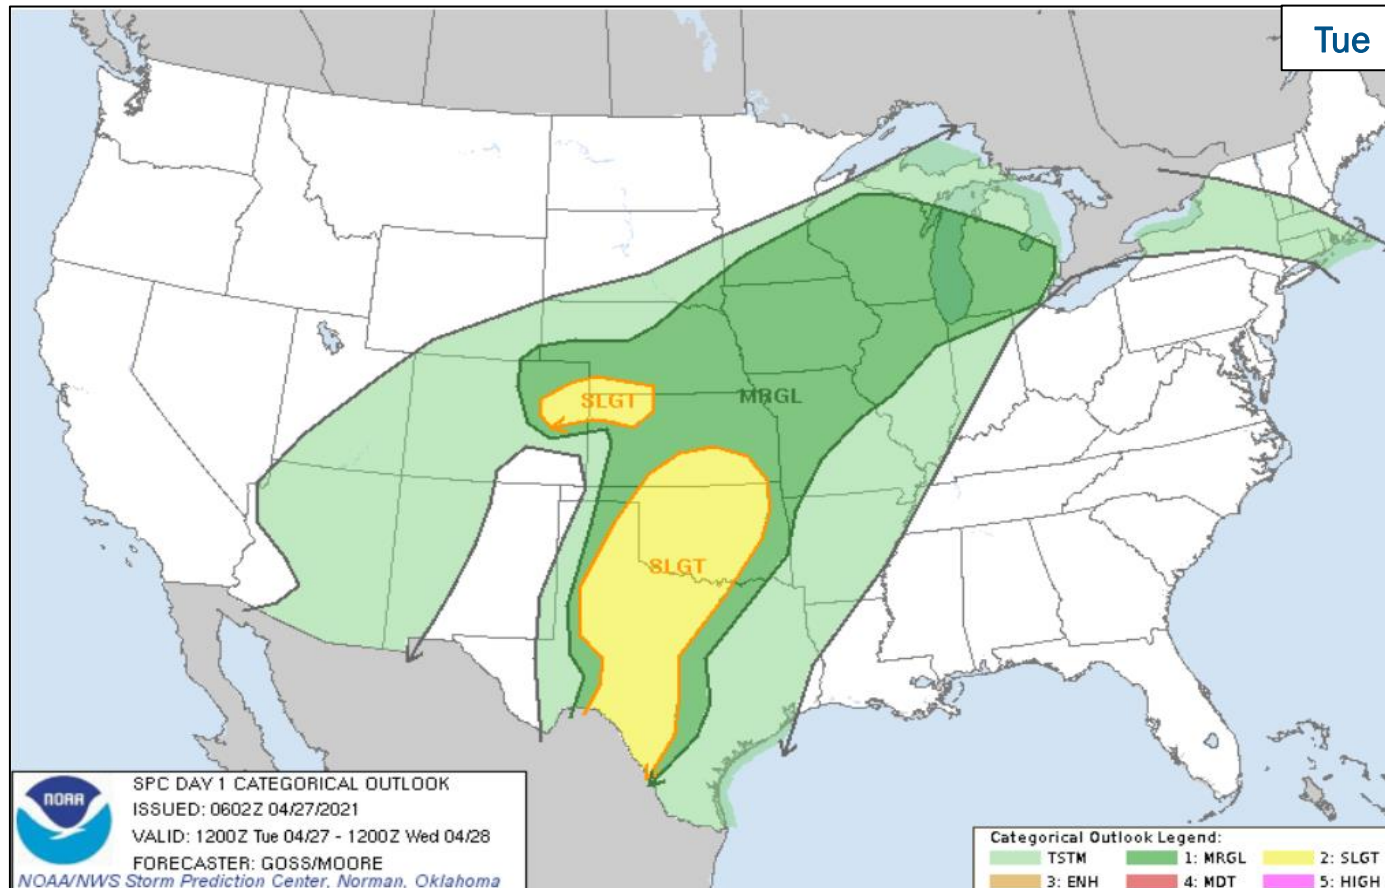 Tue
SLGT
MRGL
SLGT
NOAA
SPC DAY 1 CATEGORICAL OUTLOOK
ISSUED: 0602Z 04/27/2021
VALID: 1200Z Tue 04/27 - 1200Z Wed 04/28
FORECASTER: GOSS/MOORE
NOAA/NWS Storm Prediction Center, Norman, Oklahoma
Categorical Outlook Legend:
TSTM 1: MRGL 2: SLGT
3: ENH 4: MDT 5: HIGH